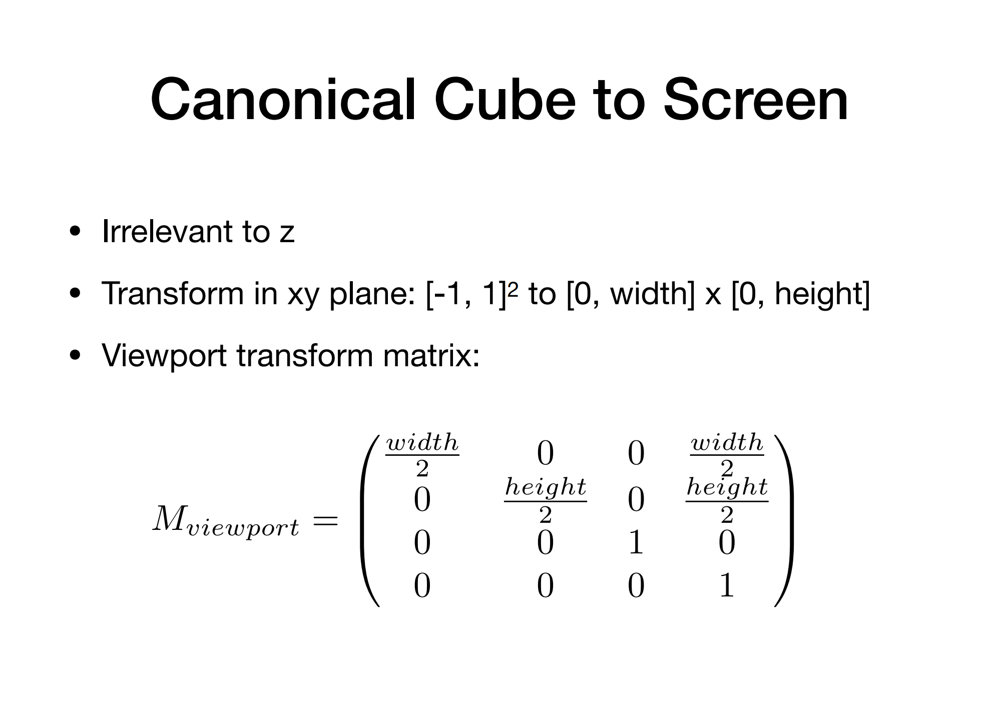 Canonical Cube to Screen
• Irrelevant to z
• Transform in xy plane: [-1, 1]² to [0, width] x [0, height]
• Viewport transform matrix:
$M_{viewport} = \begin{pmatrix} \frac{width}{2} & 0 & 0 & \frac{width}{2} \\ 0 & \frac{height}{2} & 0 & \frac{height}{2} \\ 0 & 0 & 1 & 0 \\ 0 & 0 & 0 & 1 \end{pmatrix}$